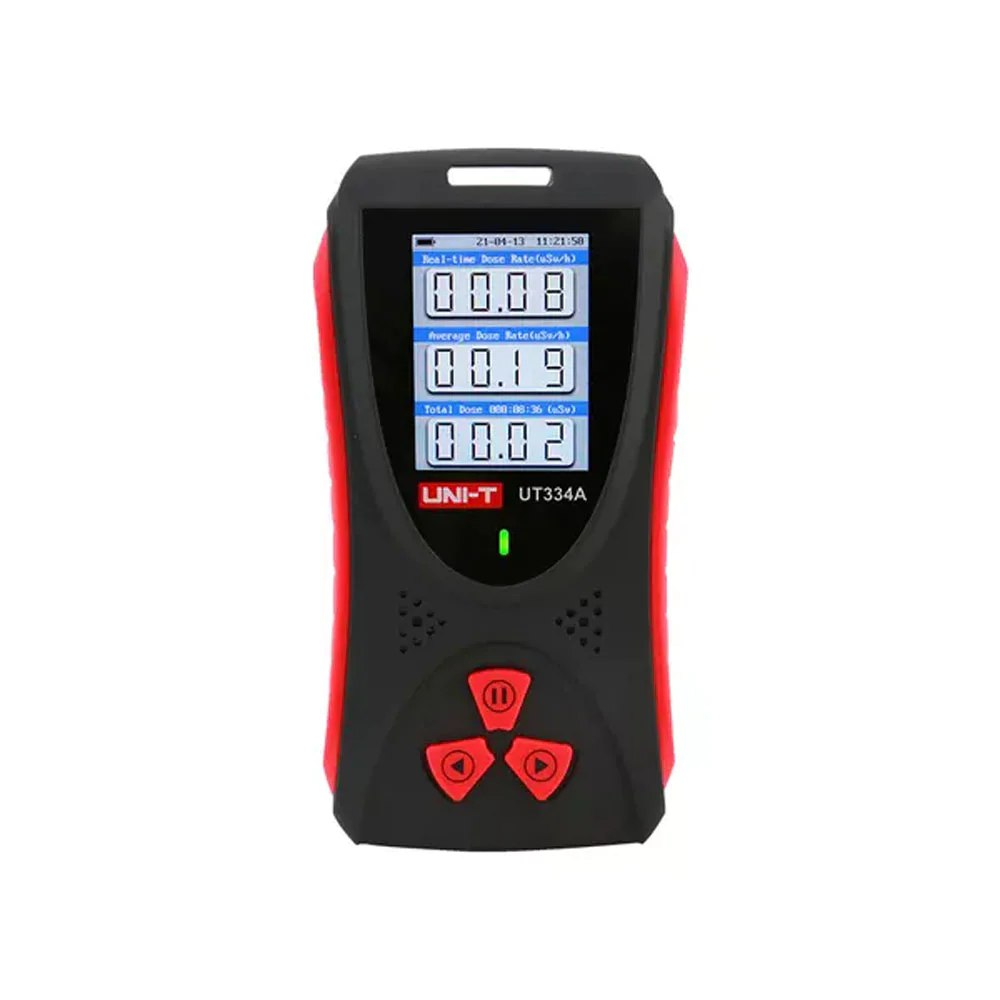 21-04-13 11:21:50
Real-time Dose Rate(uSv/h)
00.08
Average Dose Rate(uSv/h)
00.19
Total Dose 000:08:36 (uSv)
00.02
UNI-T UT334A